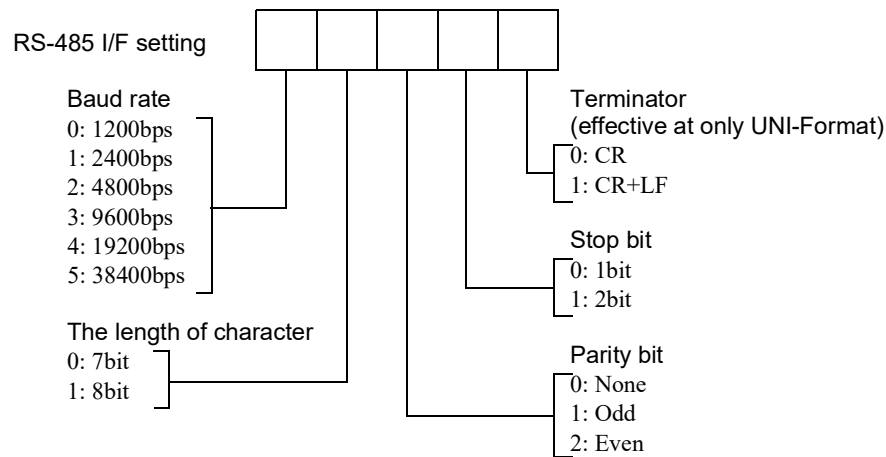 RS-485 I/F setting
Baud rate
0: 1200bps
1: 2400bps
2: 4800bps
3: 9600bps
4: 19200bps
5: 38400bps
The length of character
0: 7bit
1: 8bit
Terminator
(effective at only UNI-Format)
0: CR
1: CR+LF
Stop bit
0: 1bit
1: 2bit
Parity bit
0: None
1: Odd
2: Even